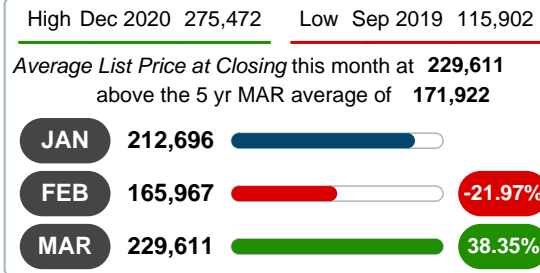 High Dec 2020 275,472 Low Sep 2019 115,902
Average List Price at Closing this month at 229,611
above the 5 yr MAR average of 171,922
JAN 212,696
FEB 165,967 -21.97%
MAR 229,611 38.35%